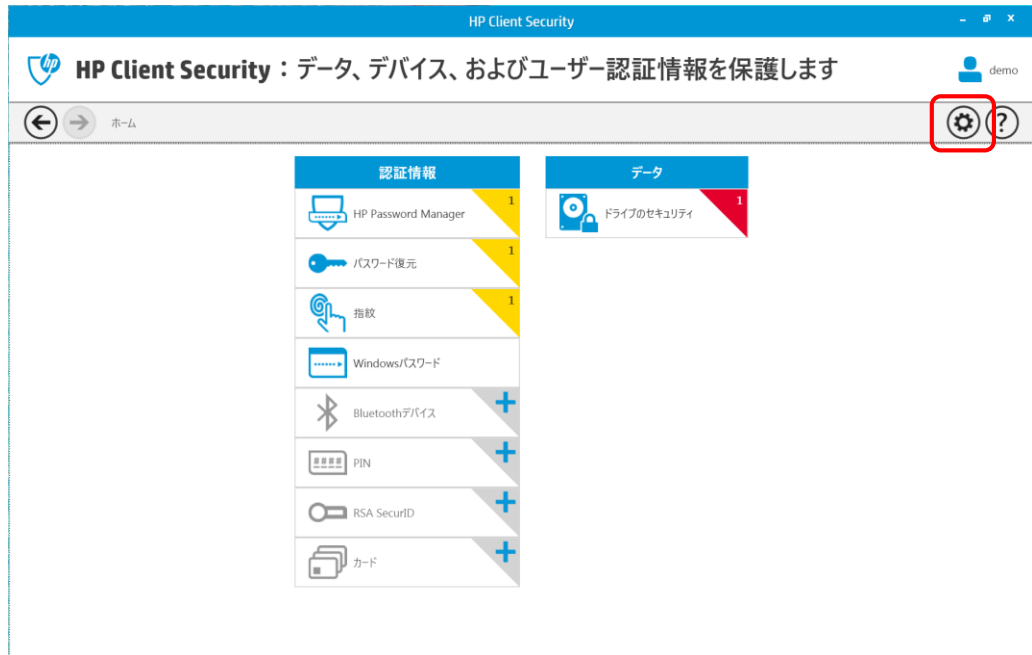 HP Client Security
HP Client Security：データ、デバイス、およびユーザー認証情報を保護します
demo
ホーム
認証情報
HP Password Manager
1
パスワード復元
1
指紋
1
Windowsパスワード
Bluetoothデバイス
PIN
RSA SecurID
カード
データ
ドライブのセキュリティ
1